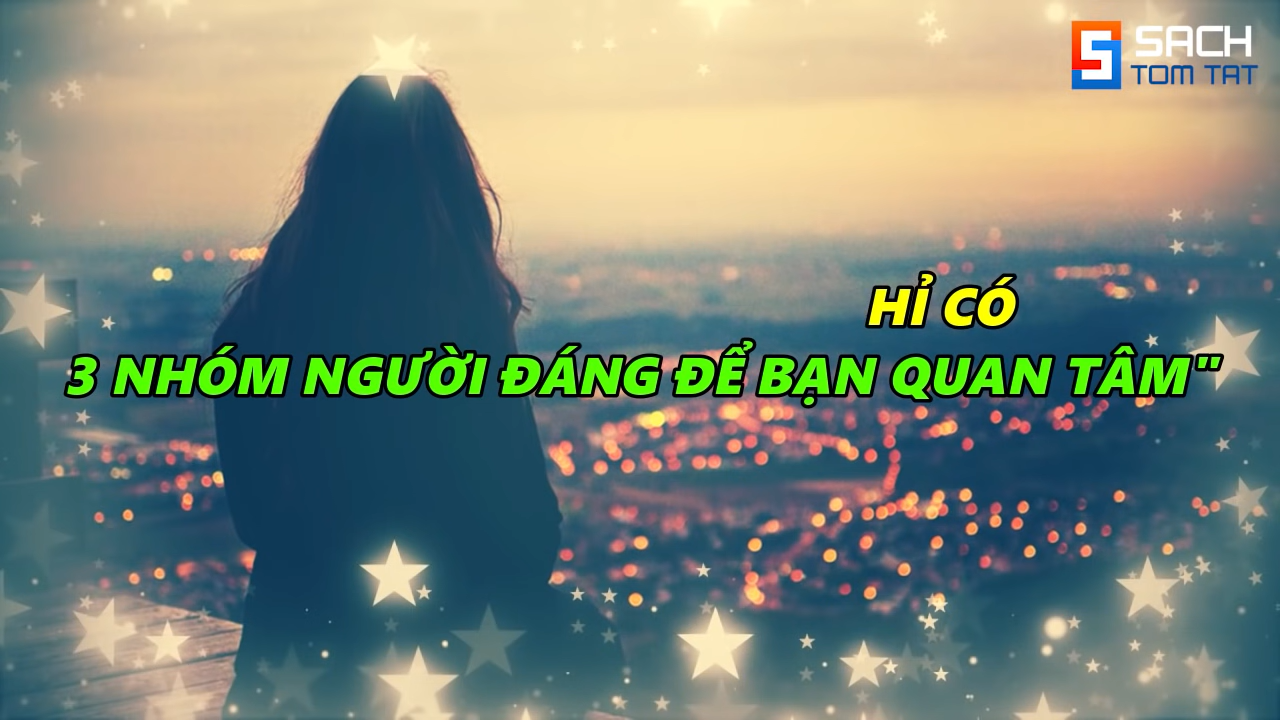 SACH
TOM TAT
HỈ CÓ
3 NHÓM NGƯỜI ĐÁNG ĐỂ BẠN QUAN TÂM"